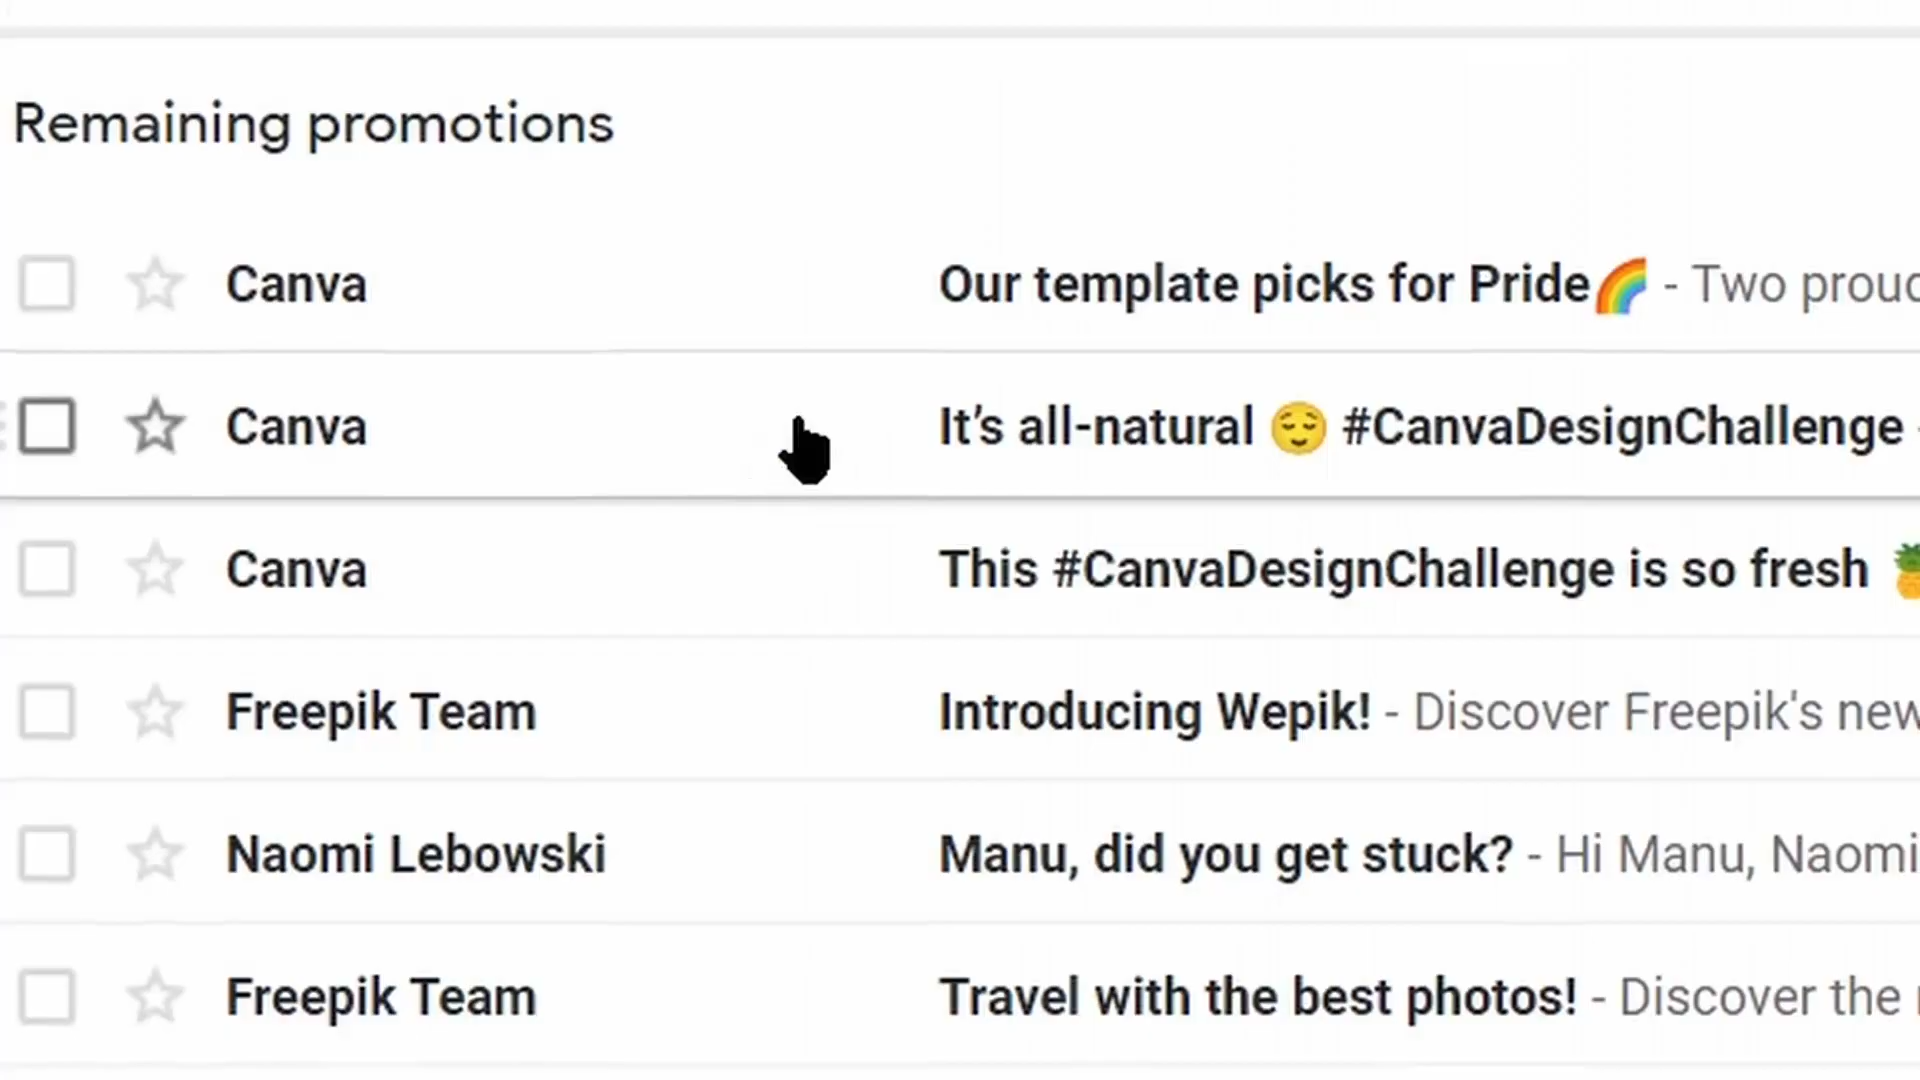 Remaining promotions
Canva Our template picks for Pride🌈 - Two proud
Canva It’s all-natural 😌 #CanvaDesignChallenge -
Canva This #CanvaDesignChallenge is so fresh 🍍
Freepik Team Introducing Wepik! - Discover Freepik's new
Naomi Lebowski Manu, did you get stuck? - Hi Manu, Naomi
Freepik Team Travel with the best photos! - Discover the